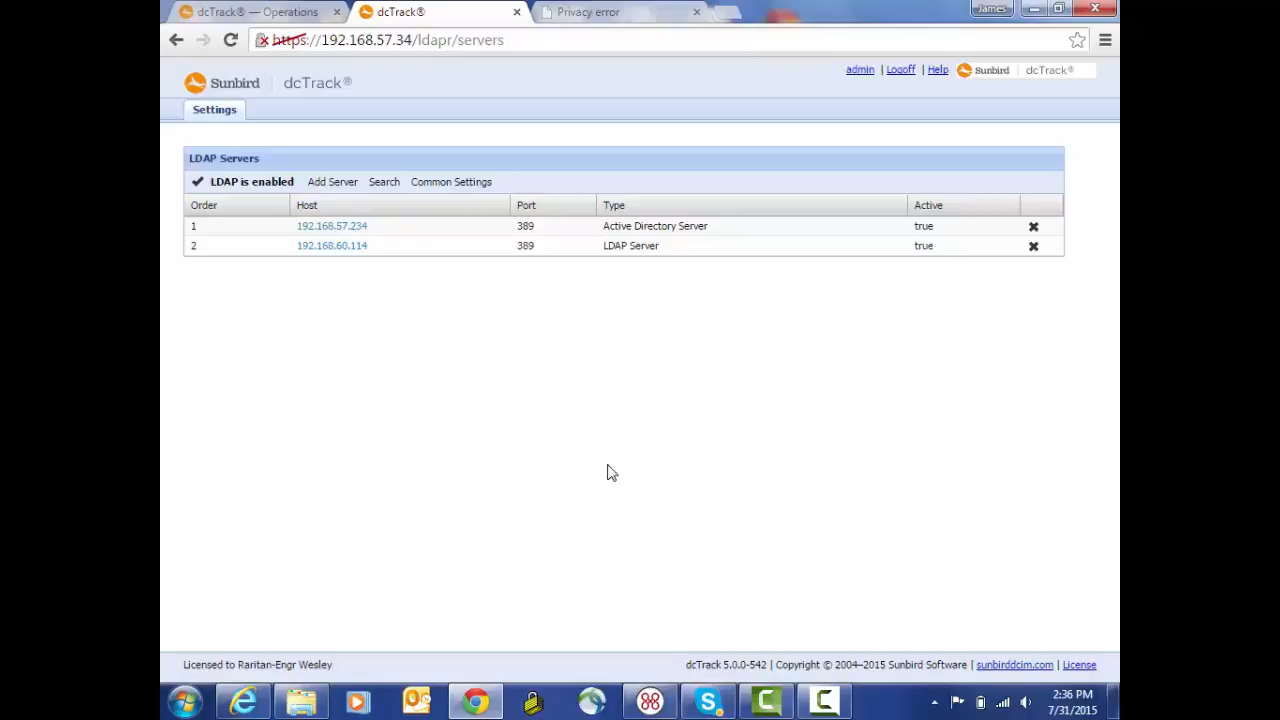 dcTrack® — Operations
dcTrack®
Privacy error
James
https://192.168.57.34/ldapr/servers
admin | Logoff | Help
Sunbird dcTrack®
Sunbird dcTrack®
Settings
LDAP Servers
LDAP is enabled Add Server Search Common Settings
Order Host Port Type Active
1 192.168.57.234 389 Active Directory Server true
2 192.168.60.114 389 LDAP Server true
Licensed to Raritan-Engr Wesley
dcTrack 5.0.0-542 | Copyright © 2004–2015 Sunbird Software | sunbirddcim.com | License
2:36 PM
7/31/2015